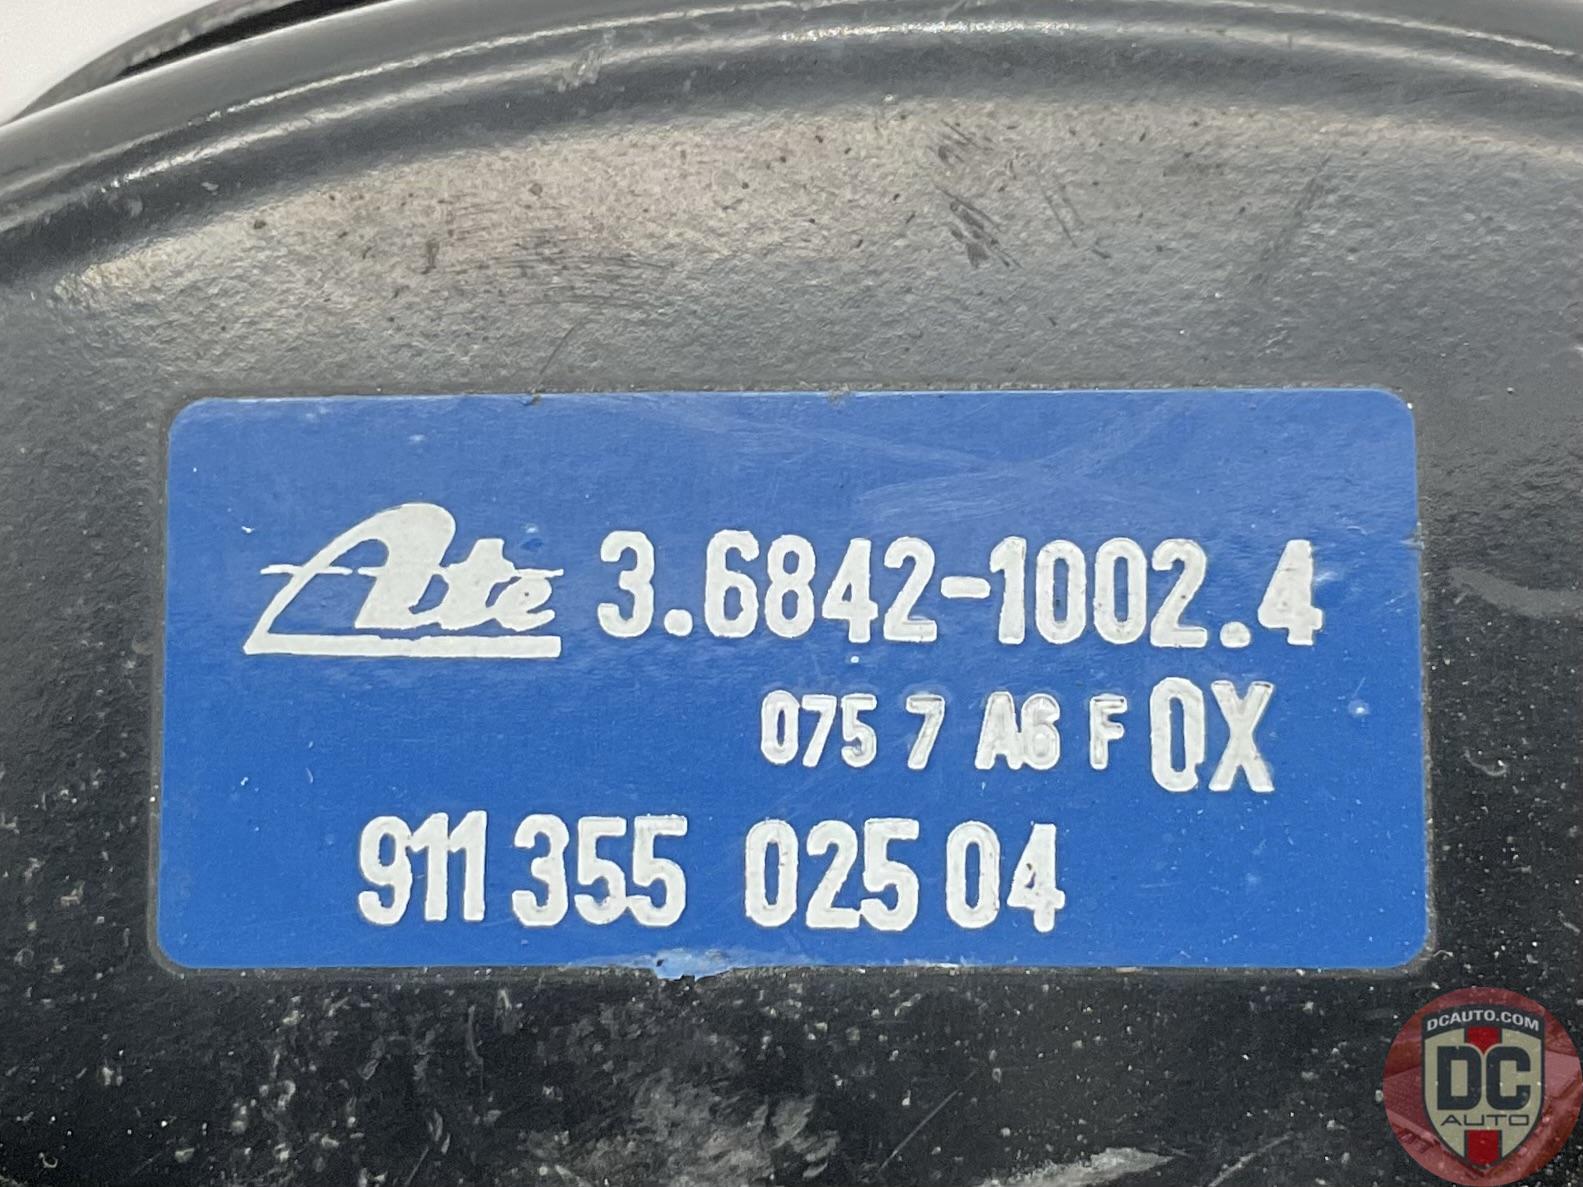 Ate 3.6842-1002.4
075 7 A6 F 0X
911 355 025 04
DCAUTO.COM
DC
AUTO